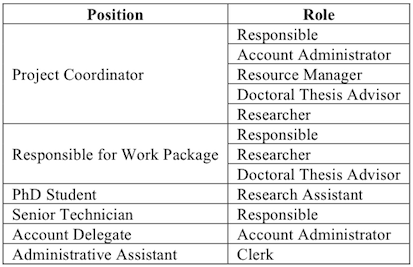 Position Role
Project Coordinator
Responsible
Account Administrator
Resource Manager
Doctoral Thesis Advisor
Researcher
Responsible for Work Package
Responsible
Researcher
Doctoral Thesis Advisor
PhD Student Research Assistant
Senior Technician Responsible
Account Delegate Account Administrator
Administrative Assistant Clerk